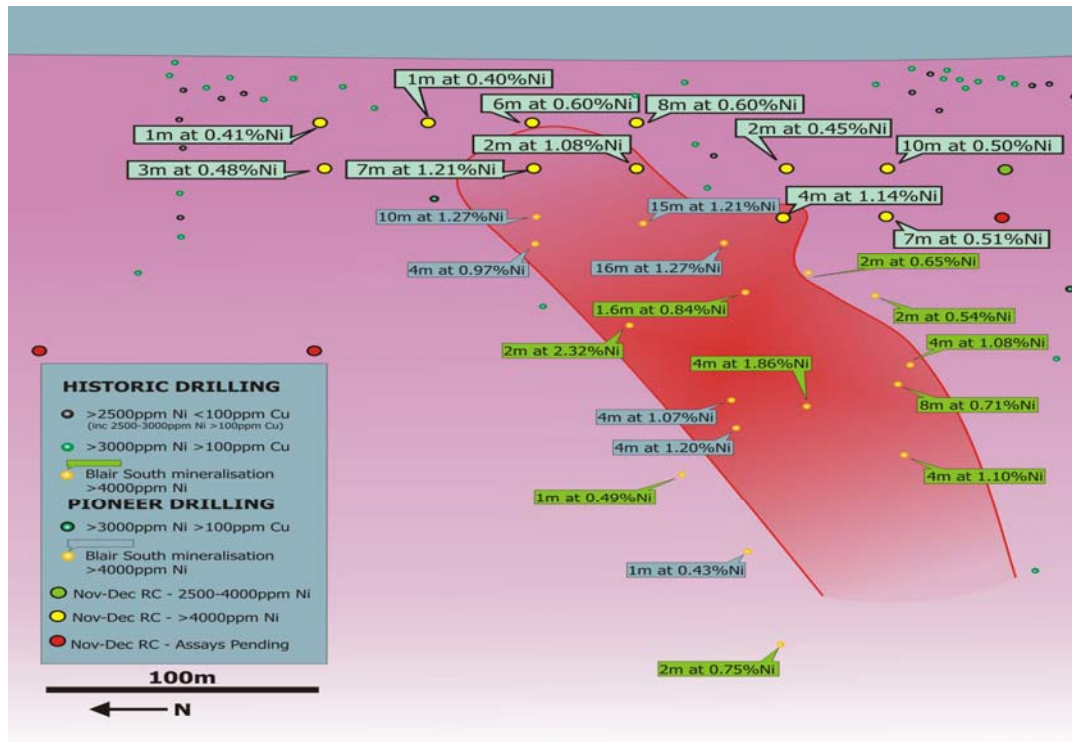 1m at 0.40%Ni
6m at 0.60%Ni
8m at 0.60%Ni
1m at 0.41%Ni
2m at 1.08%Ni
2m at 0.45%Ni
10m at 0.50%Ni
3m at 0.48%Ni
7m at 1.21%Ni
4m at 1.14%Ni
15m at 1.21%Ni
10m at 1.27%Ni
7m at 0.51%Ni
4m at 0.97%Ni
16m at 1.27%Ni
2m at 0.65%Ni
1.6m at 0.84%Ni
2m at 0.54%Ni
2m at 2.32%Ni
4m at 1.08%Ni
4m at 1.86%Ni
8m at 0.71%Ni
4m at 1.07%Ni
4m at 1.20%Ni
4m at 1.10%Ni
1m at 0.49%Ni
1m at 0.43%Ni
2m at 0.75%Ni
HISTORIC DRILLING
>2500ppm Ni <100ppm Cu
(inc 2500-3000ppm Ni >100ppm Cu)
>3000ppm Ni >100ppm Cu
Blair South mineralisation
>4000ppm Ni
PIONEER DRILLING
>3000ppm Ni >100ppm Cu
Blair South mineralisation
>4000ppm Ni
Nov-Dec RC - 2500-4000ppm Ni
Nov-Dec RC - >4000ppm Ni
Nov-Dec RC - Assays Pending
100m
N